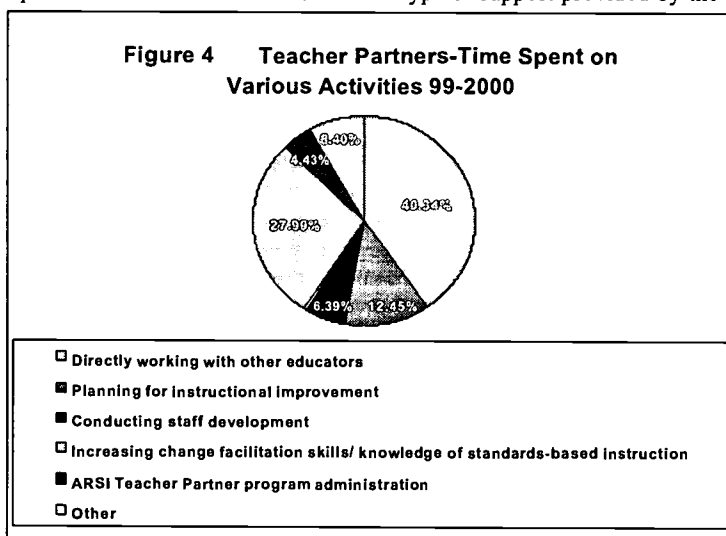 Figure 4 Teacher Partners-Time Spent on
Various Activities 99-2000
8.40%
4.43%
40.34%
27.90%
6.39%
12.45%
Directly working with other educators
Planning for instructional improvement
Conducting staff development
Increasing change facilitation skills/ knowledge of standards-based instruction
ARSI Teacher Partner program administration
Other